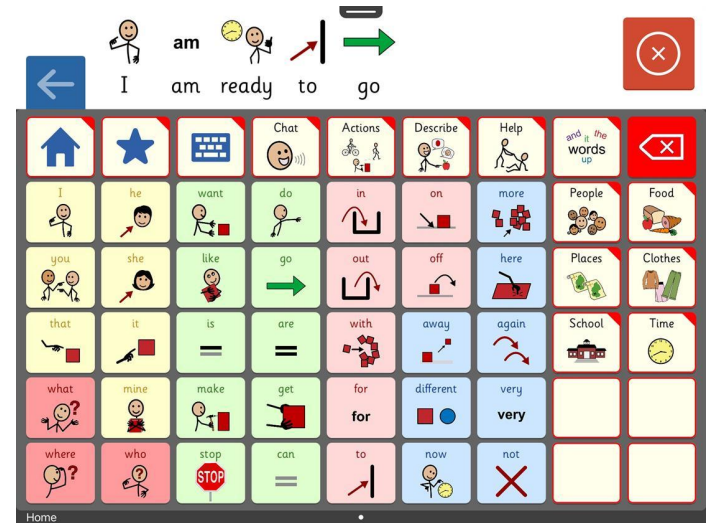 am
I am ready to go
Chat Actions Describe Help and it the words up
I he want do in on more People Food
you she like go out off here Places Clothes
that it is are with away again School Time
what mine make get for different very
for very
where who stop can to now not
STOP
Home